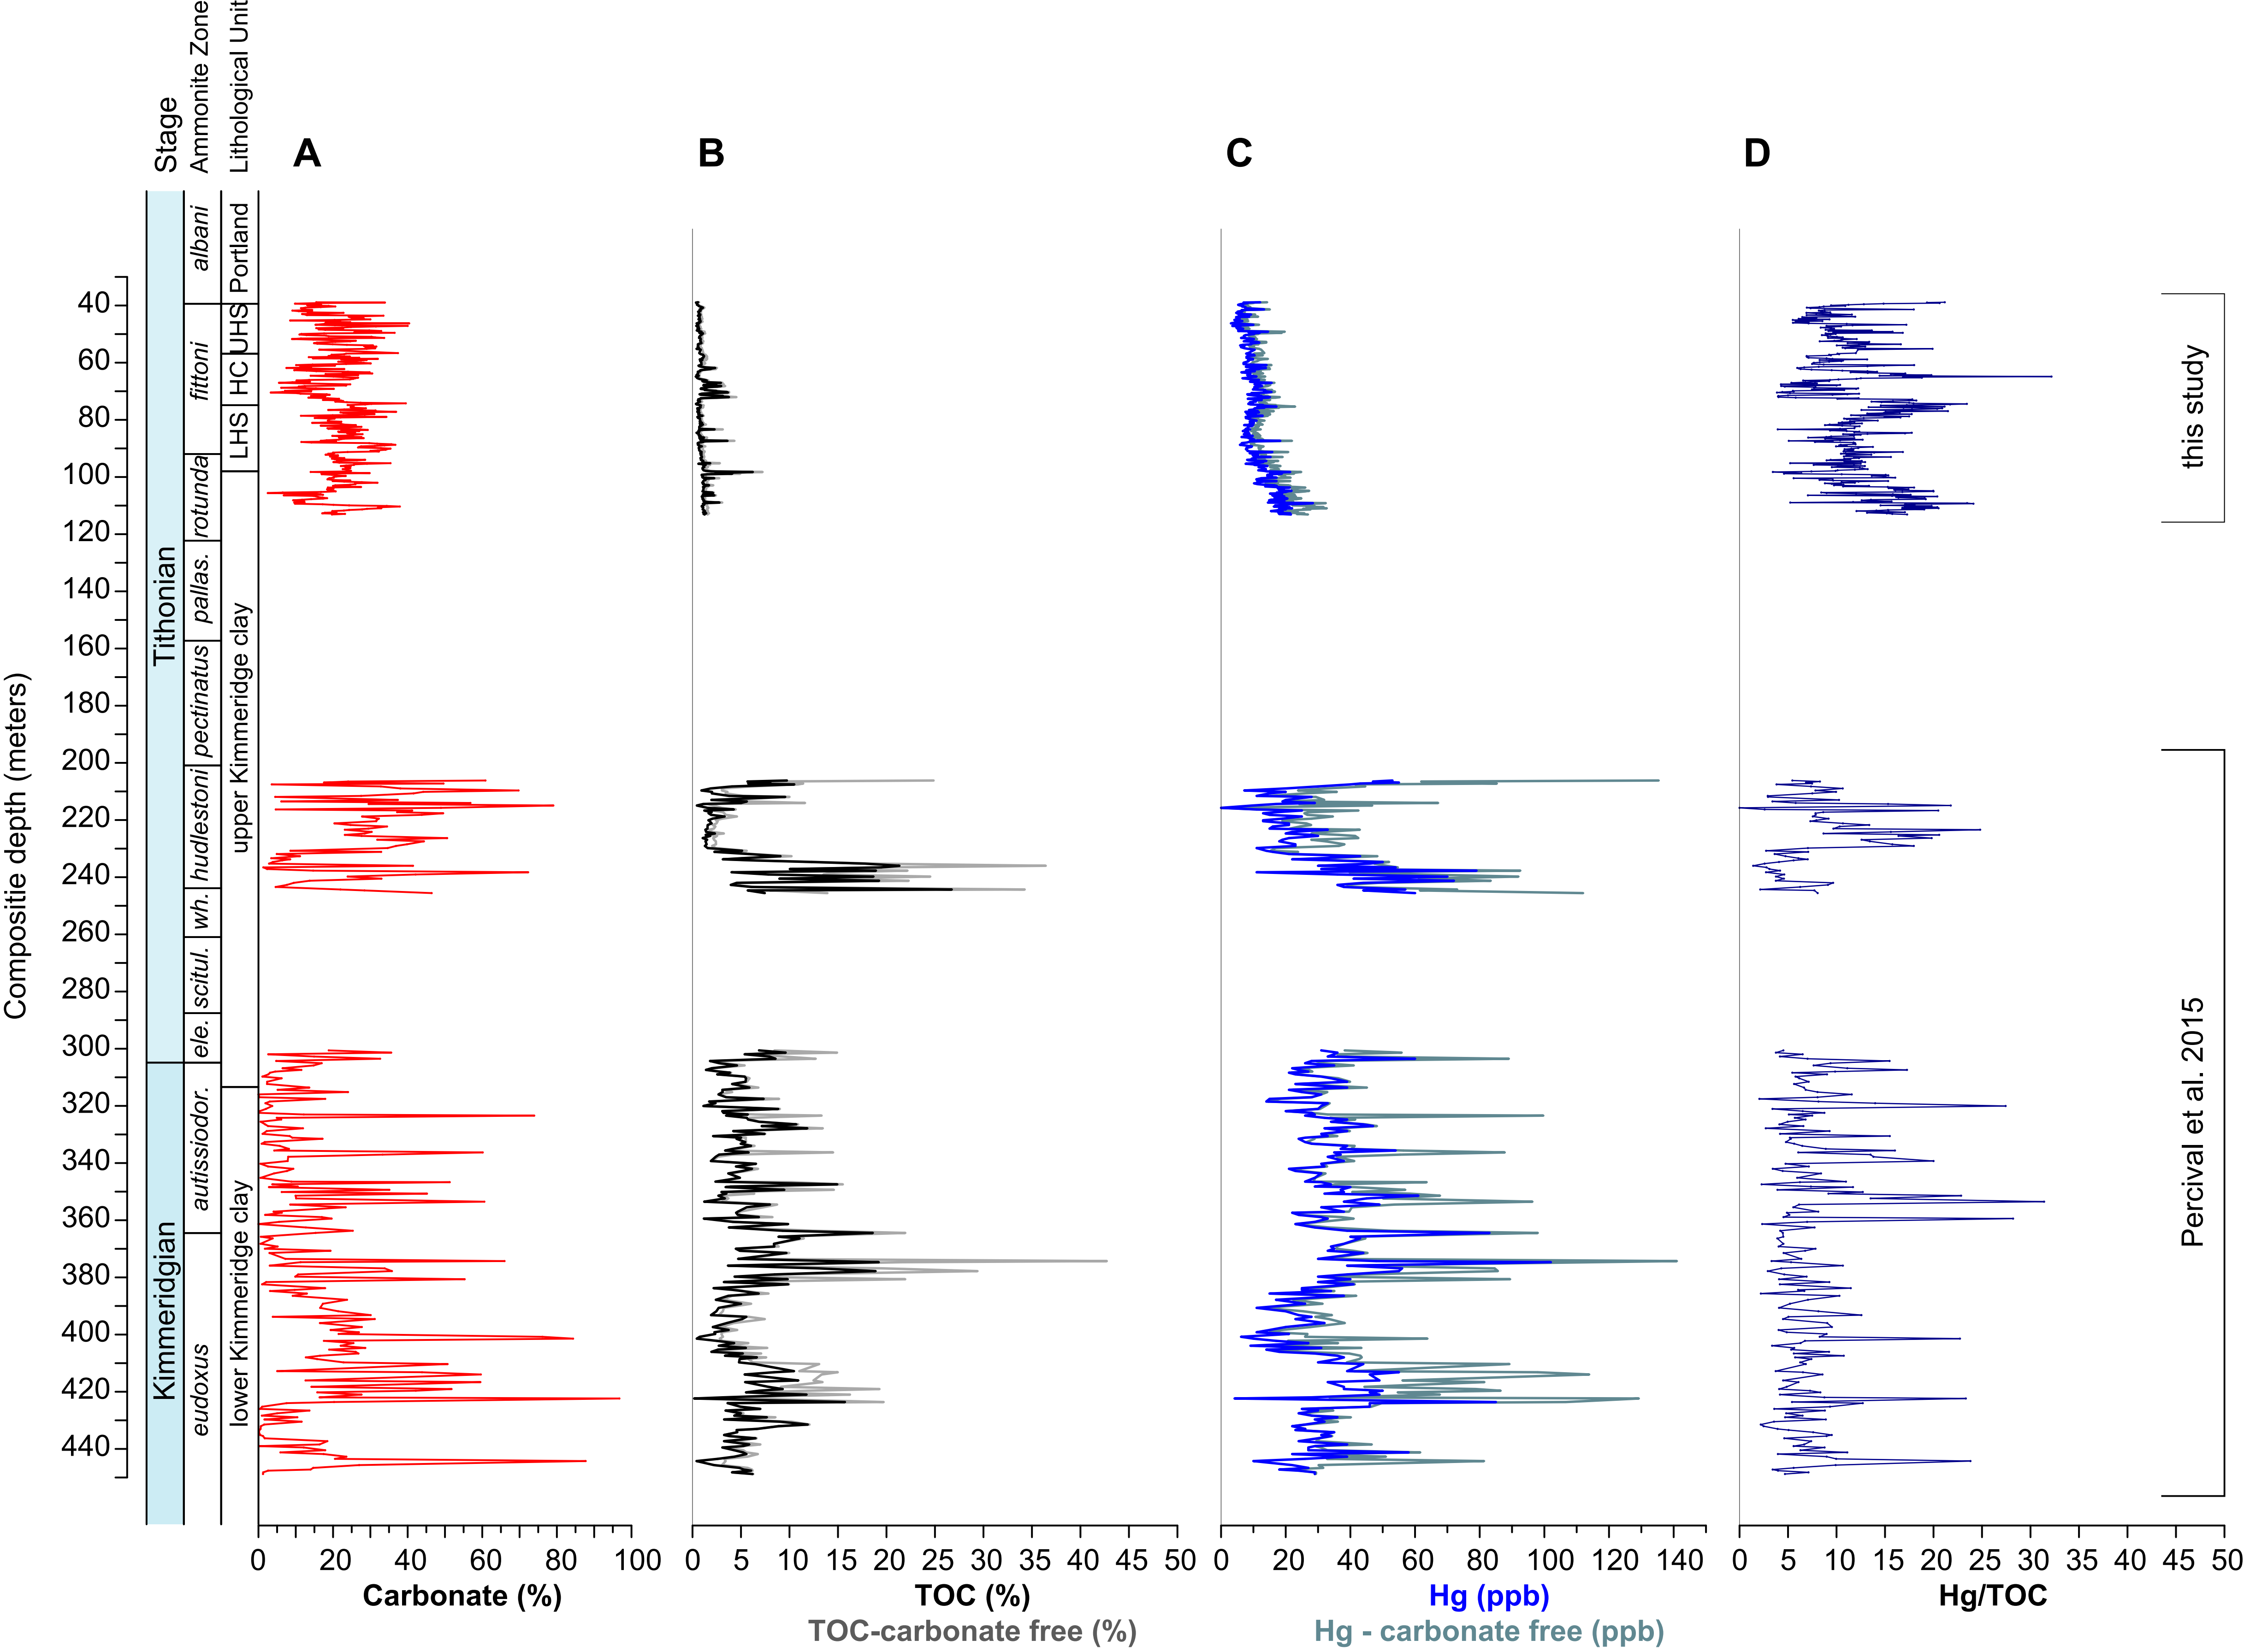 Stage
Ammonite Zone
Lithological Unit
A
B
C
D
Compositie depth (meters)
40
60
80
100
120
140
160
180
200
220
240
260
280
300
320
340
360
380
400
420
440
Tithonian
Kimmeridgian
albani
fittoni
rotunda
pallas.
pectinatus
hudlestoni
wh.
scitul.
ele.
autissiodor.
eudoxus
Portland
UHS
HC
LHS
upper Kimmeridge clay
lower Kimmeridge clay
this study
Percival et al. 2015
0 20 40 60 80 100
Carbonate (%)
0 5 10 15 20 25 30 35 40 45 50
TOC (%)
TOC-carbonate free (%)
0 20 40 60 80 100 120 140
Hg (ppb)
Hg - carbonate free (ppb)
0 5 10 15 20 25 30 35 40 45 50
Hg/TOC